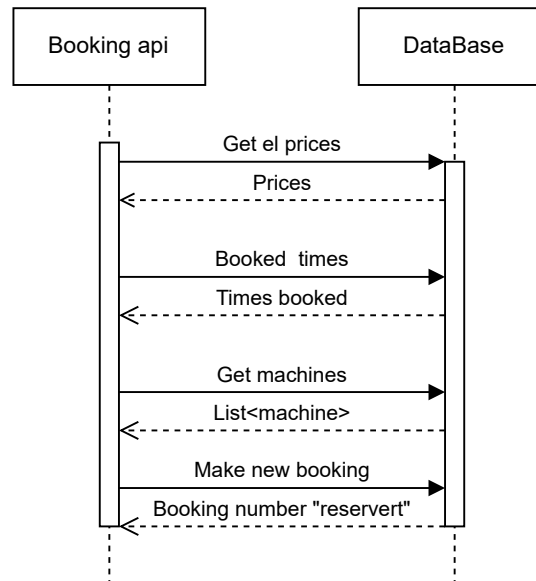 Booking api
DataBase
Get el prices
Prices
Booked  times
Times booked
Get machines
List<machine>
Make new booking
Booking number "reservert"